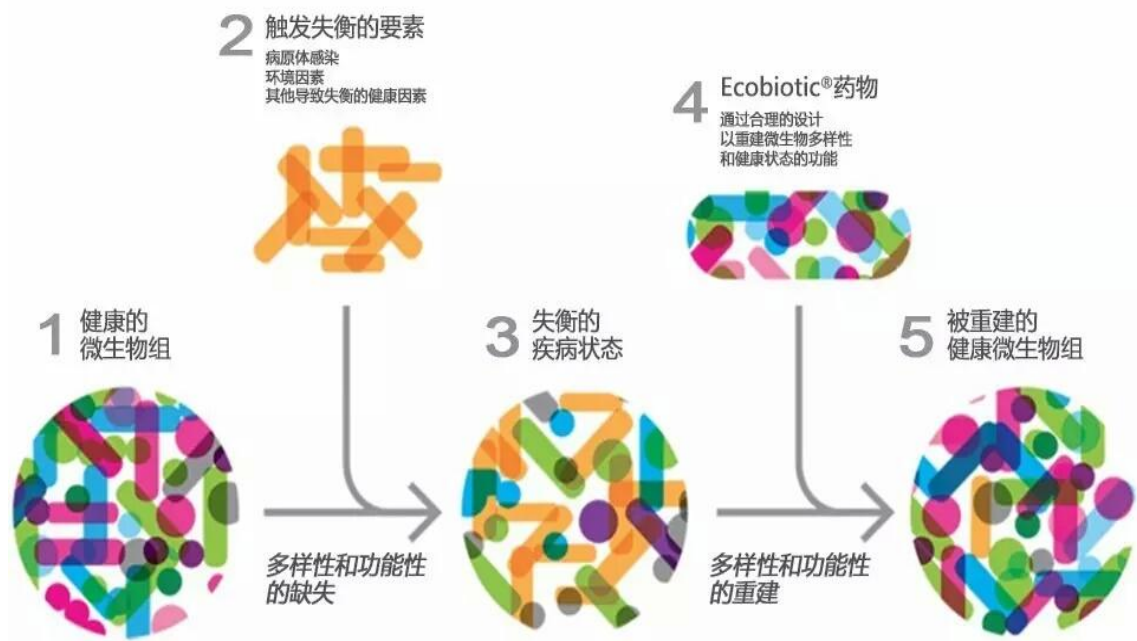 2 触发失衡的要素
病原体感染
环境因素
其他导致失衡的健康因素
4 Ecobiotic®药物
通过合理的设计
以重建微生物多样性
和健康状态的功能
1 健康的
微生物组
3 失衡的
疾病状态
5 被重建的
健康微生物组
多样性和功能性
的缺失
多样性和功能性
的重建